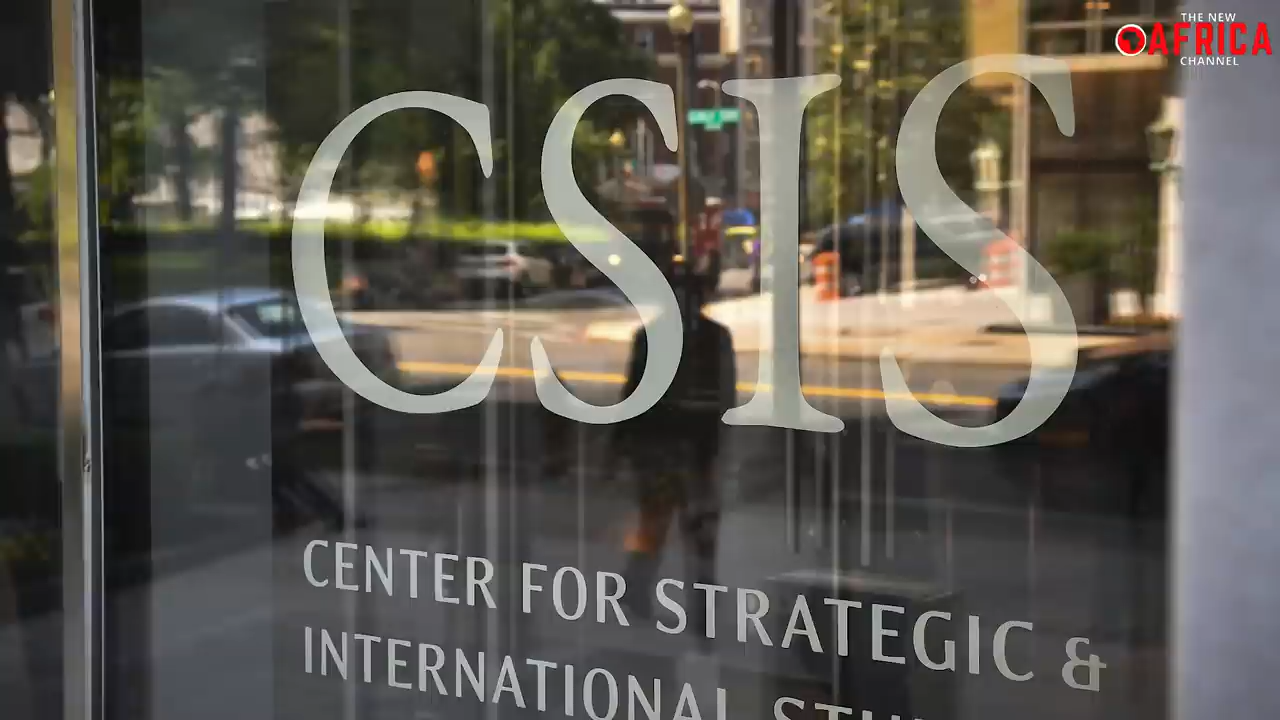 THE NEW
AFRICA
CHANNEL
CSIS
CENTER FOR STRATEGIC &
INTERNATIONAL